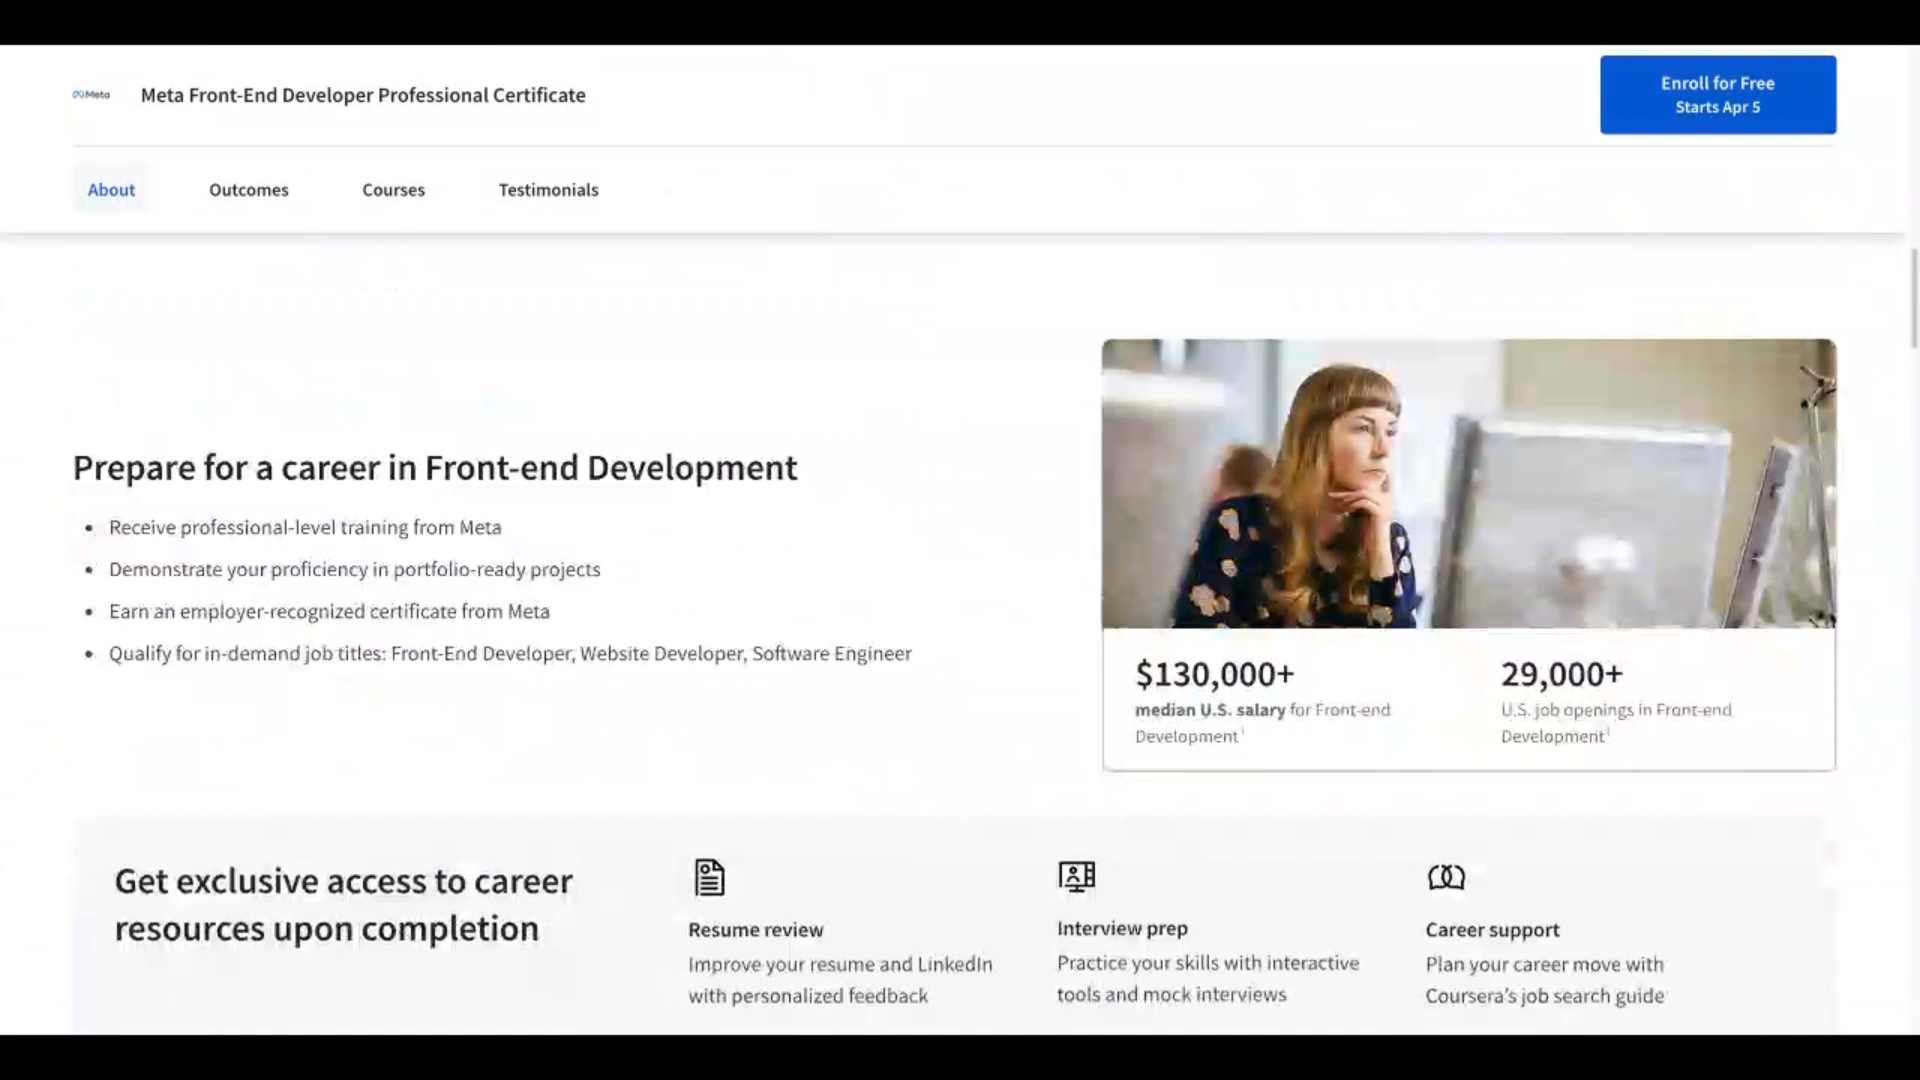 Meta
Meta Front-End Developer Professional Certificate
Enroll for Free
Starts Apr 5
About
Outcomes
Courses
Testimonials
Prepare for a career in Front-end Development
• Receive professional-level training from Meta
• Demonstrate your proficiency in portfolio-ready projects
• Earn an employer-recognized certificate from Meta
• Qualify for in-demand job titles: Front-End Developer, Website Developer, Software Engineer
$130,000+
median U.S. salary for Front-end
Development¹
29,000+
U.S. job openings in Front-end
Development¹
Get exclusive access to career
resources upon completion
Resume review
Improve your resume and LinkedIn
with personalized feedback
Interview prep
Practice your skills with interactive
tools and mock interviews
Career support
Plan your career move with
Coursera's job search guide